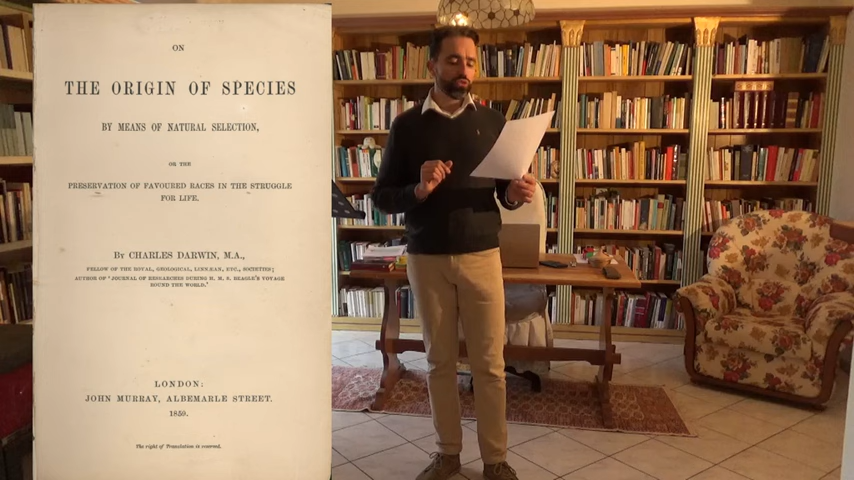 ON
THE ORIGIN OF SPECIES
BY MEANS OF NATURAL SELECTION,
OR THE
PRESERVATION OF FAVOURED RACES IN THE STRUGGLE
FOR LIFE.
BY CHARLES DARWIN, M.A.,
FELLOW OF THE ROYAL, GEOLOGICAL, LINNÆAN, ETC., SOCIETIES;
AUTHOR OF 'JOURNAL OF RESEARCHES DURING H. M. S. BEAGLE'S VOYAGE
ROUND THE WORLD.'
LONDON:
JOHN MURRAY, ALBEMARLE STREET.
1859.
The right of Translation is reserved.